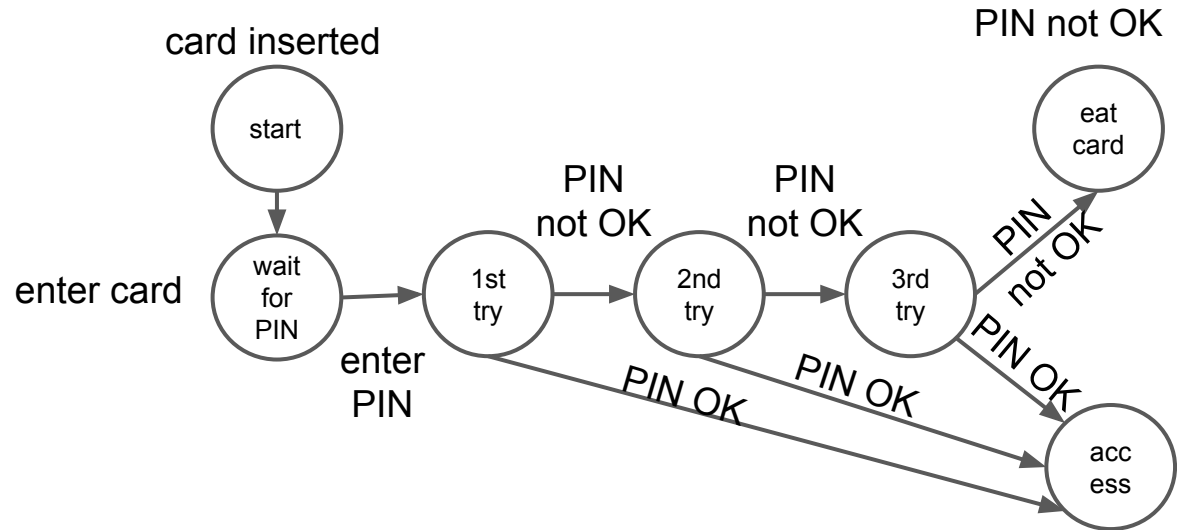 PIN not OK
card inserted
start
eat
card
PIN
not OK
PIN
not OK
PIN
not OK
enter card
wait
for
PIN
1st
try
2nd
try
3rd
try
enter
PIN
PIN OK
PIN OK
PIN OK
acc
ess